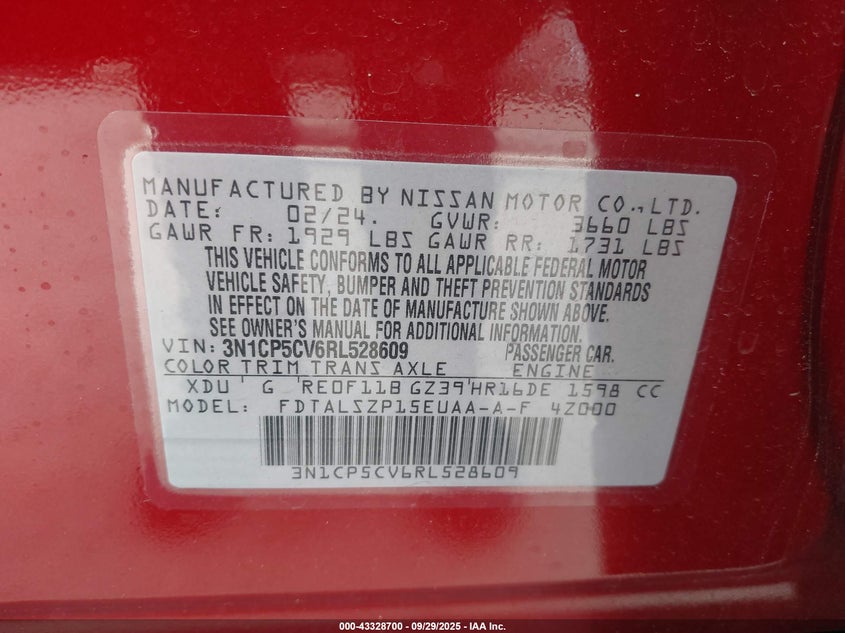 MANUFACTURED BY NISSAN MOTOR CO.,LTD.
DATE: 02/24. GVWR: 3660 LBS
GAWR FR: 1929 LBS GAWR RR: 1731 LBS
THIS VEHICLE CONFORMS TO ALL APPLICABLE FEDERAL MOTOR
VEHICLE SAFETY, BUMPER AND THEFT PREVENTION STANDARDS
IN EFFECT ON THE DATE OF MANUFACTURE SHOWN ABOVE.
SEE OWNER'S MANUAL FOR ADDITIONAL INFORMATION.
VIN: 3N1CP5CV6RL528609 PASSENGER CAR.
COLOR TRIM TRANS AXLE ENGINE
XDU G RE0F11B GZ39 HR16DE 1598 CC
MODEL: FDTALSZP15EUAA-A-F 4Z000
3N1CP5CV6RL528609
000-43328700 - 09/29/2025 - IAA Inc.